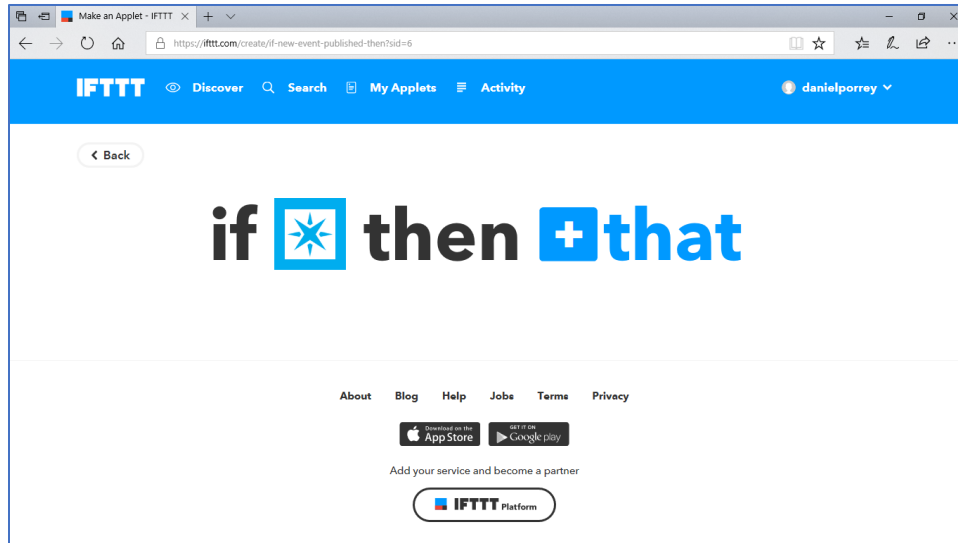 Make an Applet - IFTTT
https://ifttt.com/create/if-new-event-published-then?sid=6
IFTTT Discover Search My Applets Activity danielporrey
Back
if then + that
About Blog Help Jobs Terms Privacy
Download on the App Store GET IT ON Google play
Add your service and become a partner
IFTTT Platform